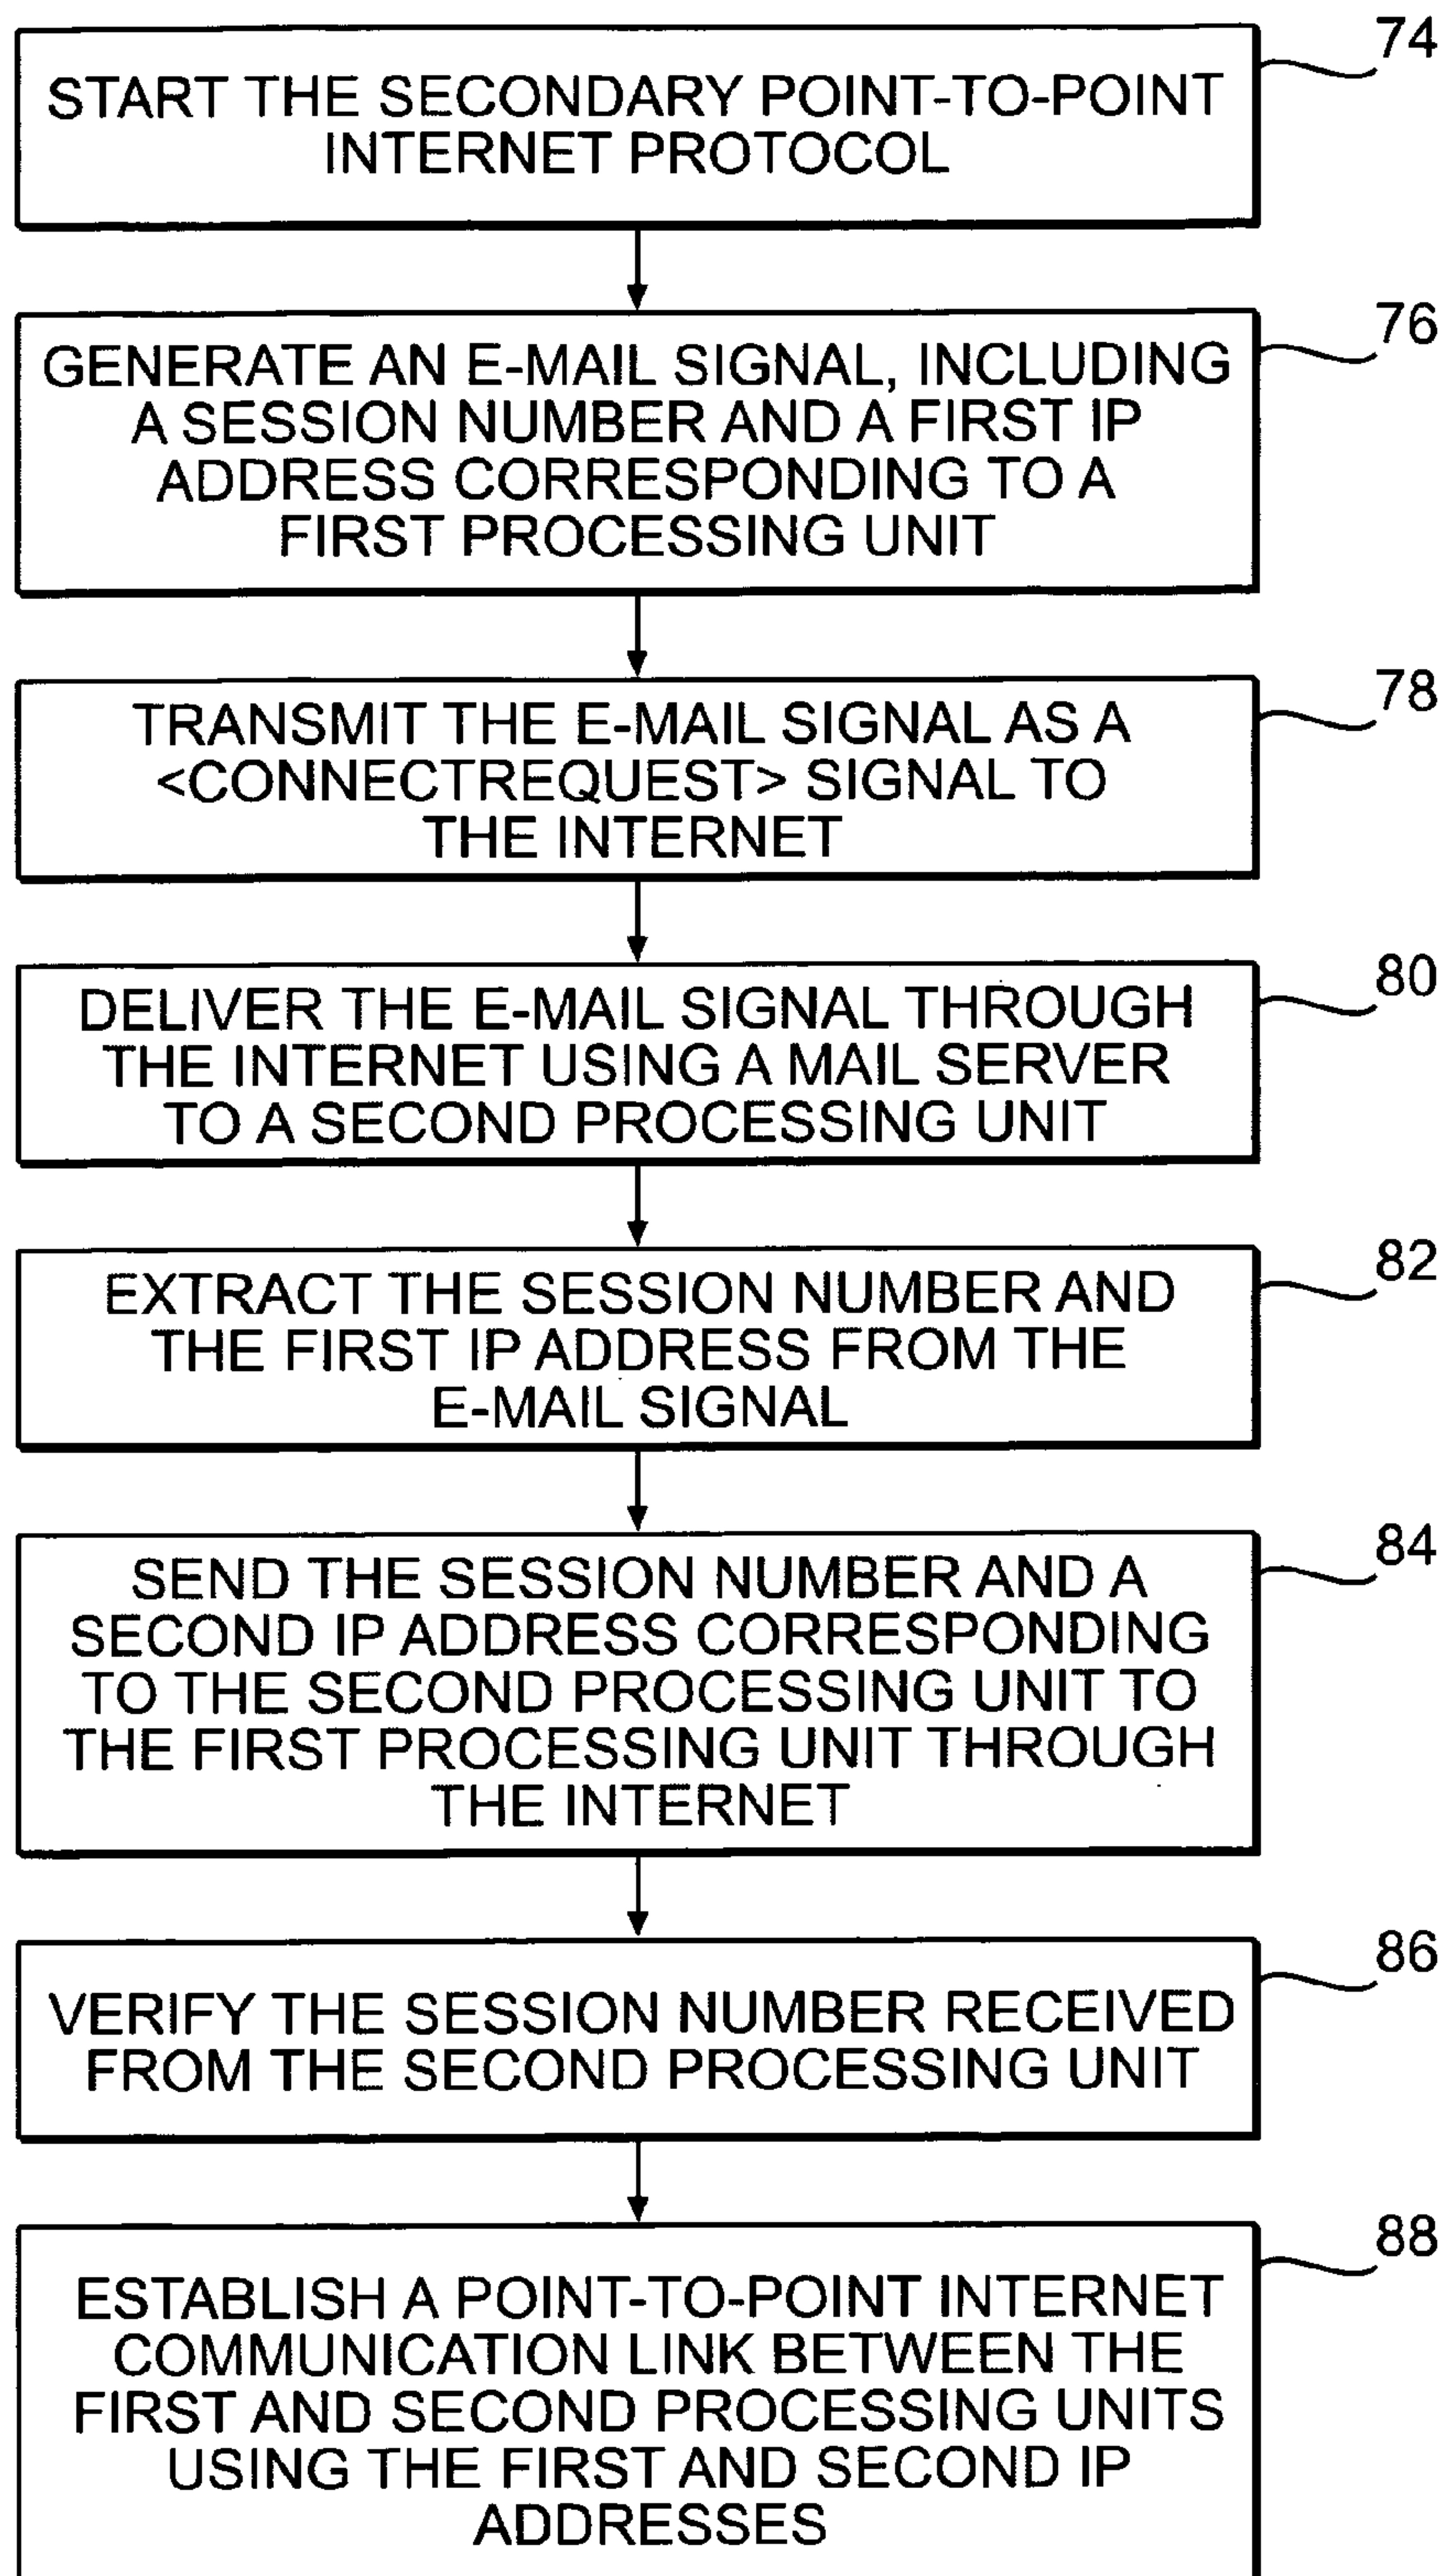 74
START THE SECONDARY POINT-TO-POINT
INTERNET PROTOCOL
76
GENERATE AN E-MAIL SIGNAL, INCLUDING
A SESSION NUMBER AND A FIRST IP
ADDRESS CORRESPONDING TO A
FIRST PROCESSING UNIT
78
TRANSMIT THE E-MAIL SIGNAL AS A
<CONNECTREQUEST> SIGNAL TO
THE INTERNET
80
DELIVER THE E-MAIL SIGNAL THROUGH
THE INTERNET USING A MAIL SERVER
TO A SECOND PROCESSING UNIT
82
EXTRACT THE SESSION NUMBER AND
THE FIRST IP ADDRESS FROM THE
E-MAIL SIGNAL
84
SEND THE SESSION NUMBER AND A
SECOND IP ADDRESS CORRESPONDING
TO THE SECOND PROCESSING UNIT TO
THE FIRST PROCESSING UNIT THROUGH
THE INTERNET
86
VERIFY THE SESSION NUMBER RECEIVED
FROM THE SECOND PROCESSING UNIT
88
ESTABLISH A POINT-TO-POINT INTERNET
COMMUNICATION LINK BETWEEN THE
FIRST AND SECOND PROCESSING UNITS
USING THE FIRST AND SECOND IP
ADDRESSES